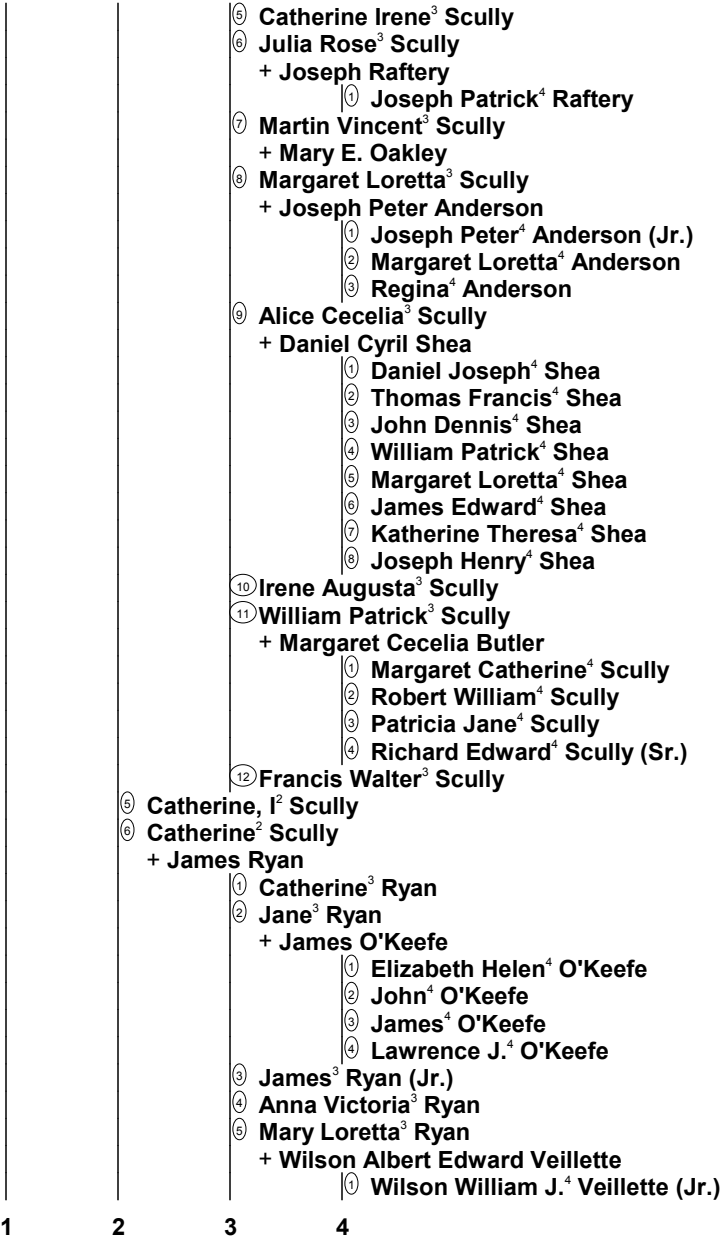 ⑤ Catherine Irene³ Scully
⑥ Julia Rose³ Scully
+ Joseph Raftery
① Joseph Patrick⁴ Raftery
⑦ Martin Vincent³ Scully
+ Mary E. Oakley
⑧ Margaret Loretta³ Scully
+ Joseph Peter Anderson
① Joseph Peter⁴ Anderson (Jr.)
② Margaret Loretta⁴ Anderson
③ Regina⁴ Anderson
⑨ Alice Cecelia³ Scully
+ Daniel Cyril Shea
① Daniel Joseph⁴ Shea
② Thomas Francis⁴ Shea
③ John Dennis⁴ Shea
④ William Patrick⁴ Shea
⑤ Margaret Loretta⁴ Shea
⑥ James Edward⁴ Shea
⑦ Katherine Theresa⁴ Shea
⑧ Joseph Henry⁴ Shea
⑩ Irene Augusta³ Scully
⑪ William Patrick³ Scully
+ Margaret Cecelia Butler
① Margaret Catherine⁴ Scully
② Robert William⁴ Scully
③ Patricia Jane⁴ Scully
④ Richard Edward⁴ Scully (Sr.)
⑫ Francis Walter³ Scully
⑤ Catherine, I² Scully
⑥ Catherine² Scully
+ James Ryan
① Catherine³ Ryan
② Jane³ Ryan
+ James O'Keefe
① Elizabeth Helen⁴ O'Keefe
② John⁴ O'Keefe
③ James⁴ O'Keefe
④ Lawrence J.⁴ O'Keefe
③ James³ Ryan (Jr.)
④ Anna Victoria³ Ryan
⑤ Mary Loretta³ Ryan
+ Wilson Albert Edward Veillette
① Wilson William J.⁴ Veillette (Jr.)
1 2 3 4